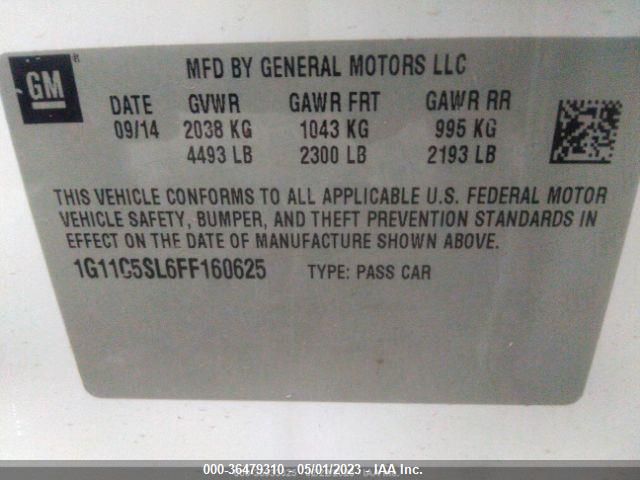 GM ®
MFD BY GENERAL MOTORS LLC
DATE GVWR GAWR FRT GAWR RR
09/14 2038 KG 1043 KG 995 KG
4493 LB 2300 LB 2193 LB
THIS VEHICLE CONFORMS TO ALL APPLICABLE U.S. FEDERAL MOTOR
VEHICLE SAFETY, BUMPER, AND THEFT PREVENTION STANDARDS IN
EFFECT ON THE DATE OF MANUFACTURE SHOWN ABOVE.
1G11C5SL6FF160625 TYPE: PASS CAR
000-36479310 - 05/01/2023 - IAA Inc.